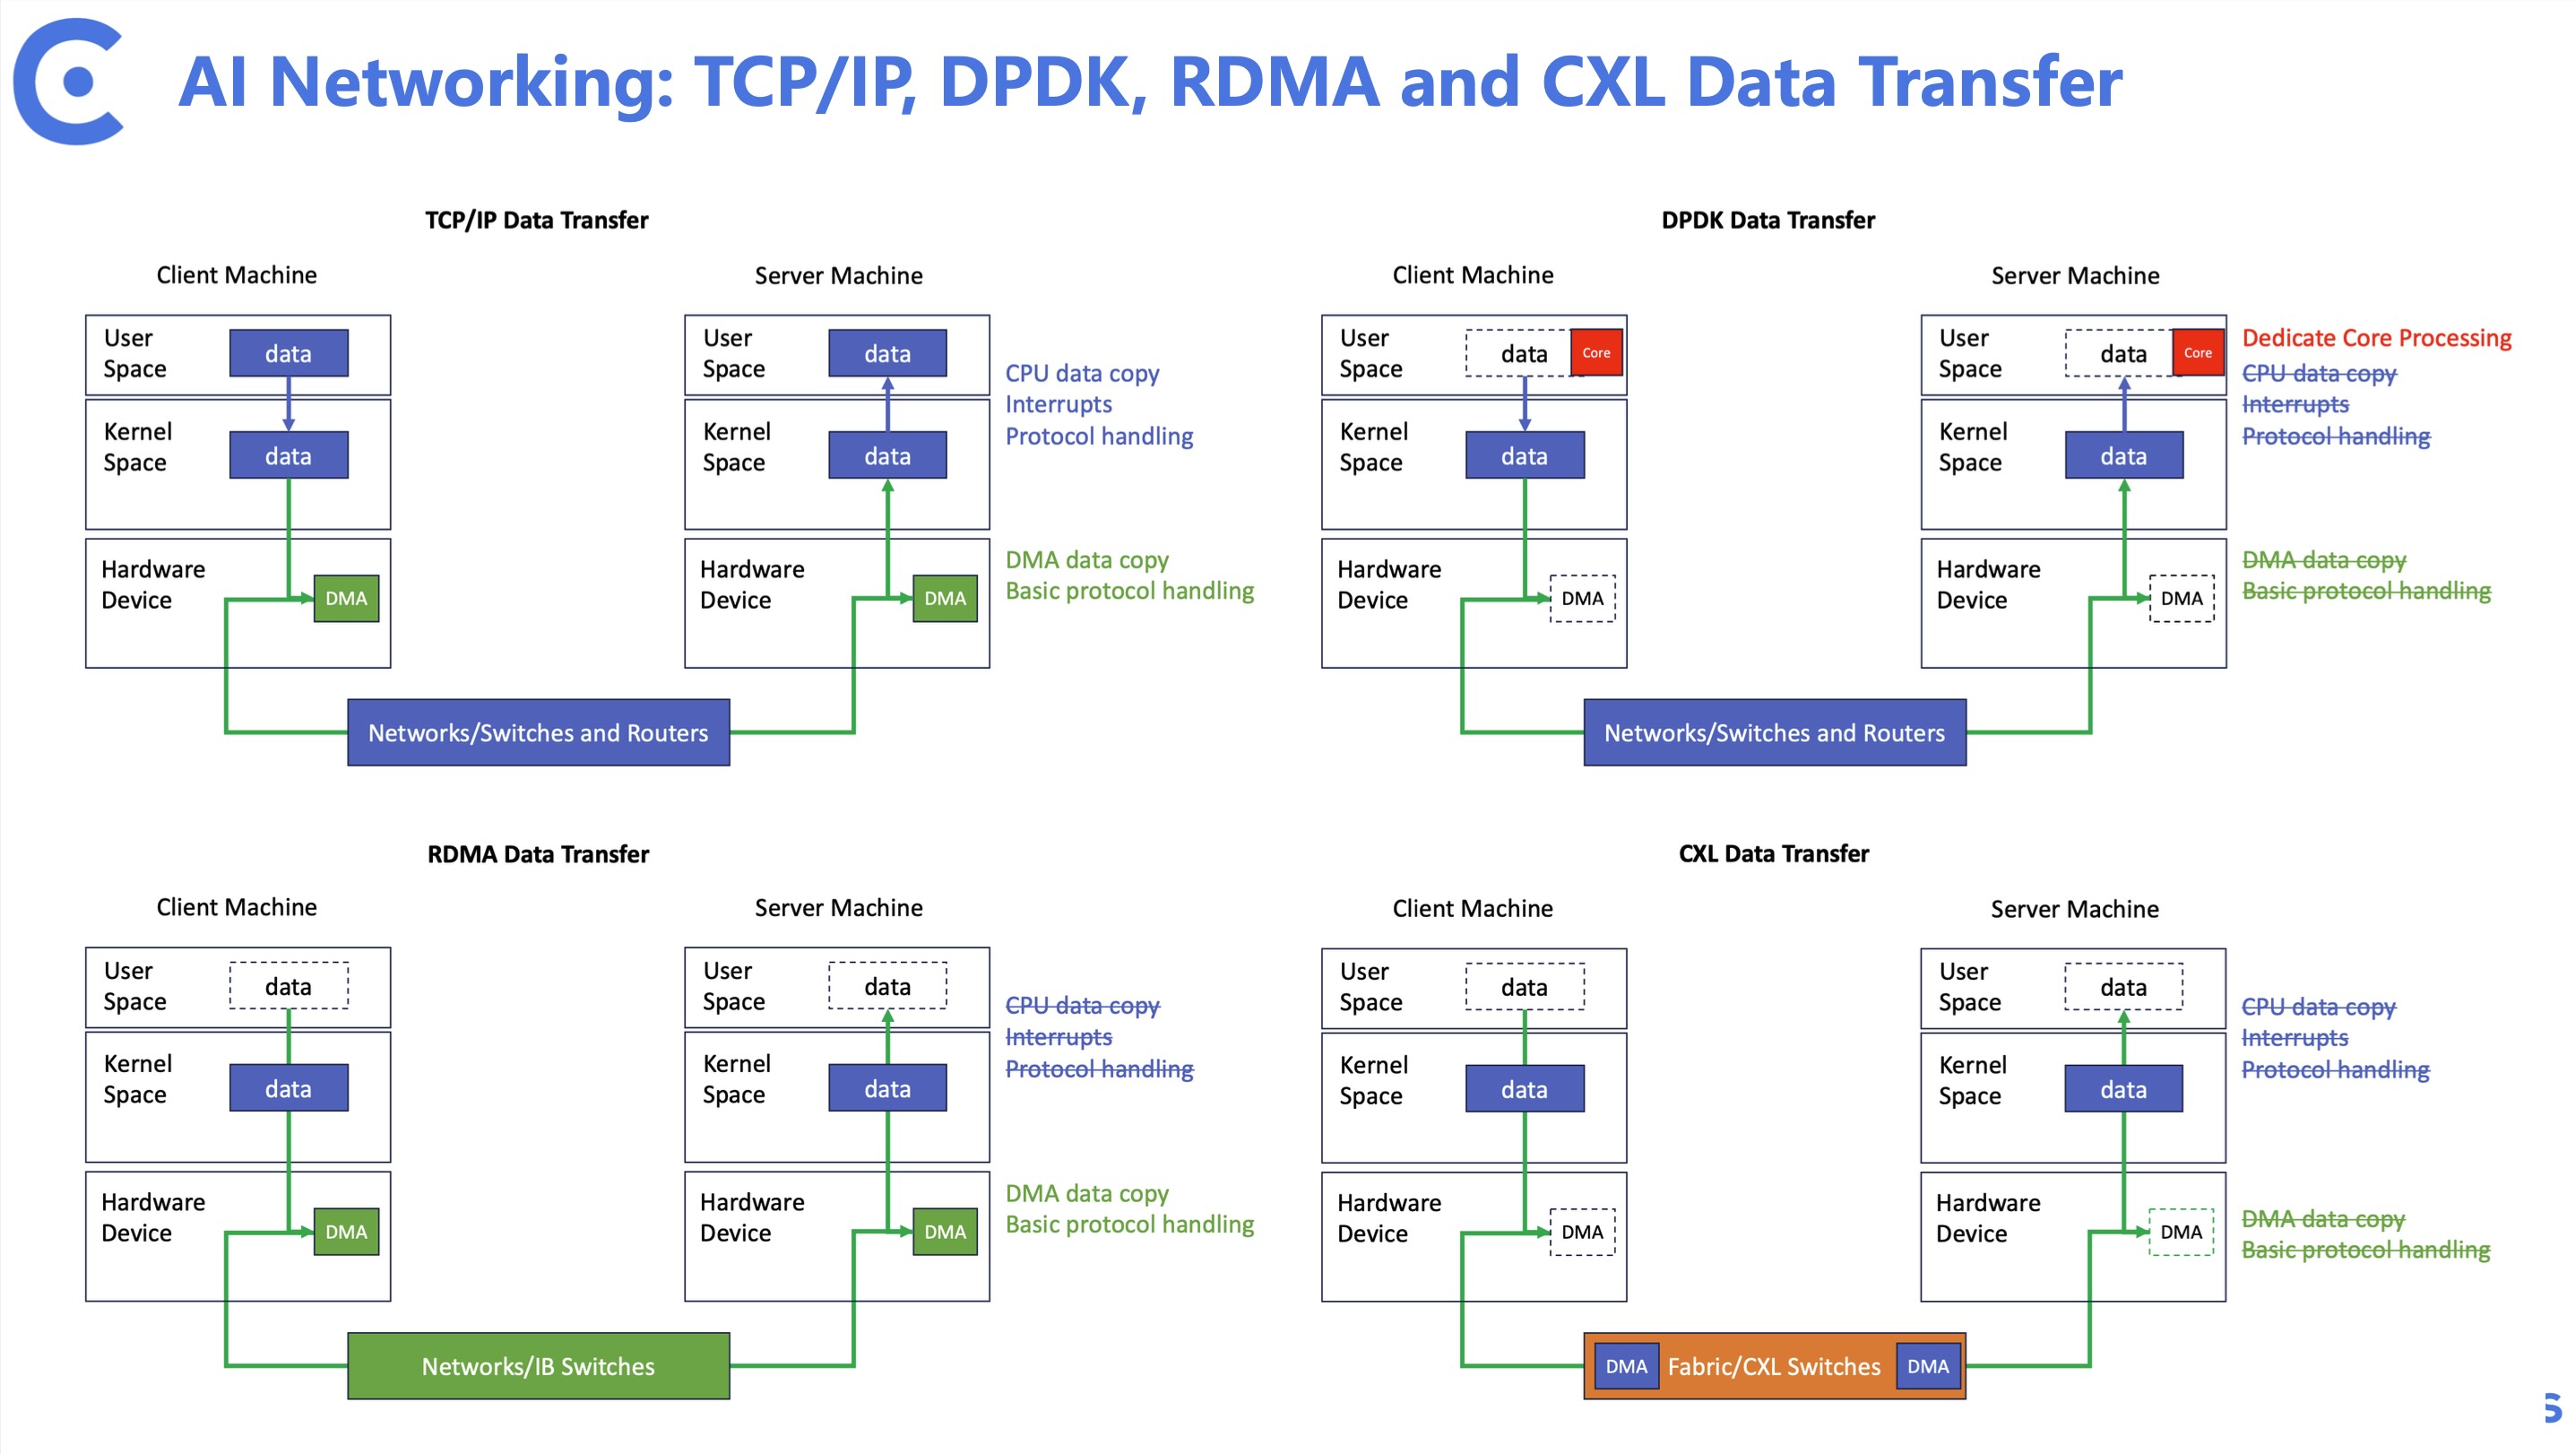 AI Networking: TCP/IP, DPDK, RDMA and CXL Data Transfer
TCP/IP Data Transfer
Client Machine
Server Machine
User
Space
data
Kernel
Space
data
Hardware
Device
DMA
User
Space
data
Kernel
Space
data
Hardware
Device
DMA
CPU data copy
Interrupts
Protocol handling
DMA data copy
Basic protocol handling
Networks/Switches and Routers
DPDK Data Transfer
Client Machine
Server Machine
User
Space
data
Core
Kernel
Space
data
Hardware
Device
DMA
User
Space
data
Core
Kernel
Space
data
Hardware
Device
DMA
Dedicate Core Processing
CPU data copy
Interrupts
Protocol handling
DMA data copy
Basic protocol handling
Networks/Switches and Routers
RDMA Data Transfer
Client Machine
Server Machine
User
Space
data
Kernel
Space
data
Hardware
Device
DMA
User
Space
data
Kernel
Space
data
Hardware
Device
DMA
CPU data copy
Interrupts
Protocol handling
DMA data copy
Basic protocol handling
Networks/IB Switches
CXL Data Transfer
Client Machine
Server Machine
User
Space
data
Kernel
Space
data
Hardware
Device
DMA
User
Space
data
Kernel
Space
data
Hardware
Device
DMA
CPU data copy
Interrupts
Protocol handling
DMA data copy
Basic protocol handling
DMA Fabric/CXL Switches DMA